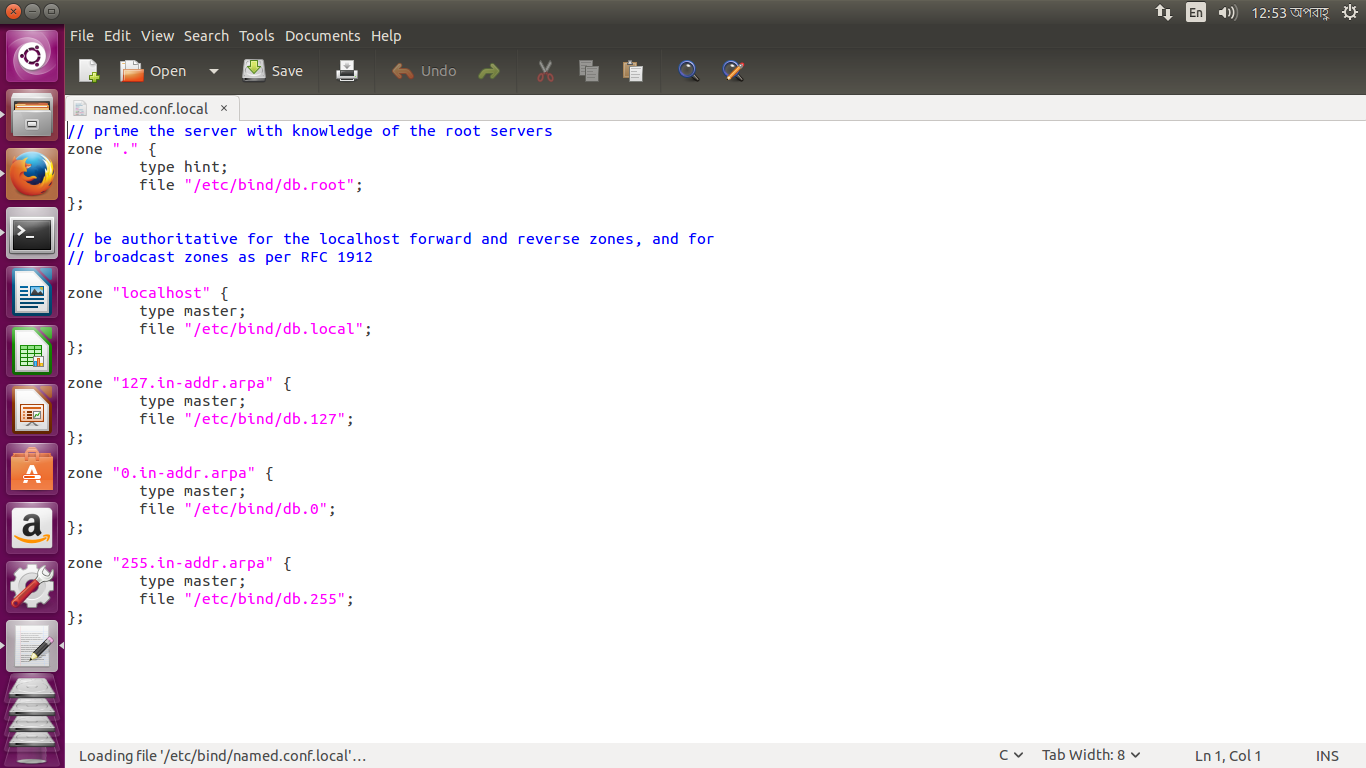 En
12:53 অপরাহ্ণ
File Edit View Search Tools Documents Help
Open Save Undo
named.conf.local ×
// prime the server with knowledge of the root servers
zone "." {
        type hint;
        file "/etc/bind/db.root";
};
// be authoritative for the localhost forward and reverse zones, and for
// broadcast zones as per RFC 1912
zone "localhost" {
        type master;
        file "/etc/bind/db.local";
};
zone "127.in-addr.arpa" {
        type master;
        file "/etc/bind/db.127";
};
zone "0.in-addr.arpa" {
        type master;
        file "/etc/bind/db.0";
};
zone "255.in-addr.arpa" {
        type master;
        file "/etc/bind/db.255";
};
Loading file '/etc/bind/named.conf.local'… C Tab Width: 8 Ln 1, Col 1 INS